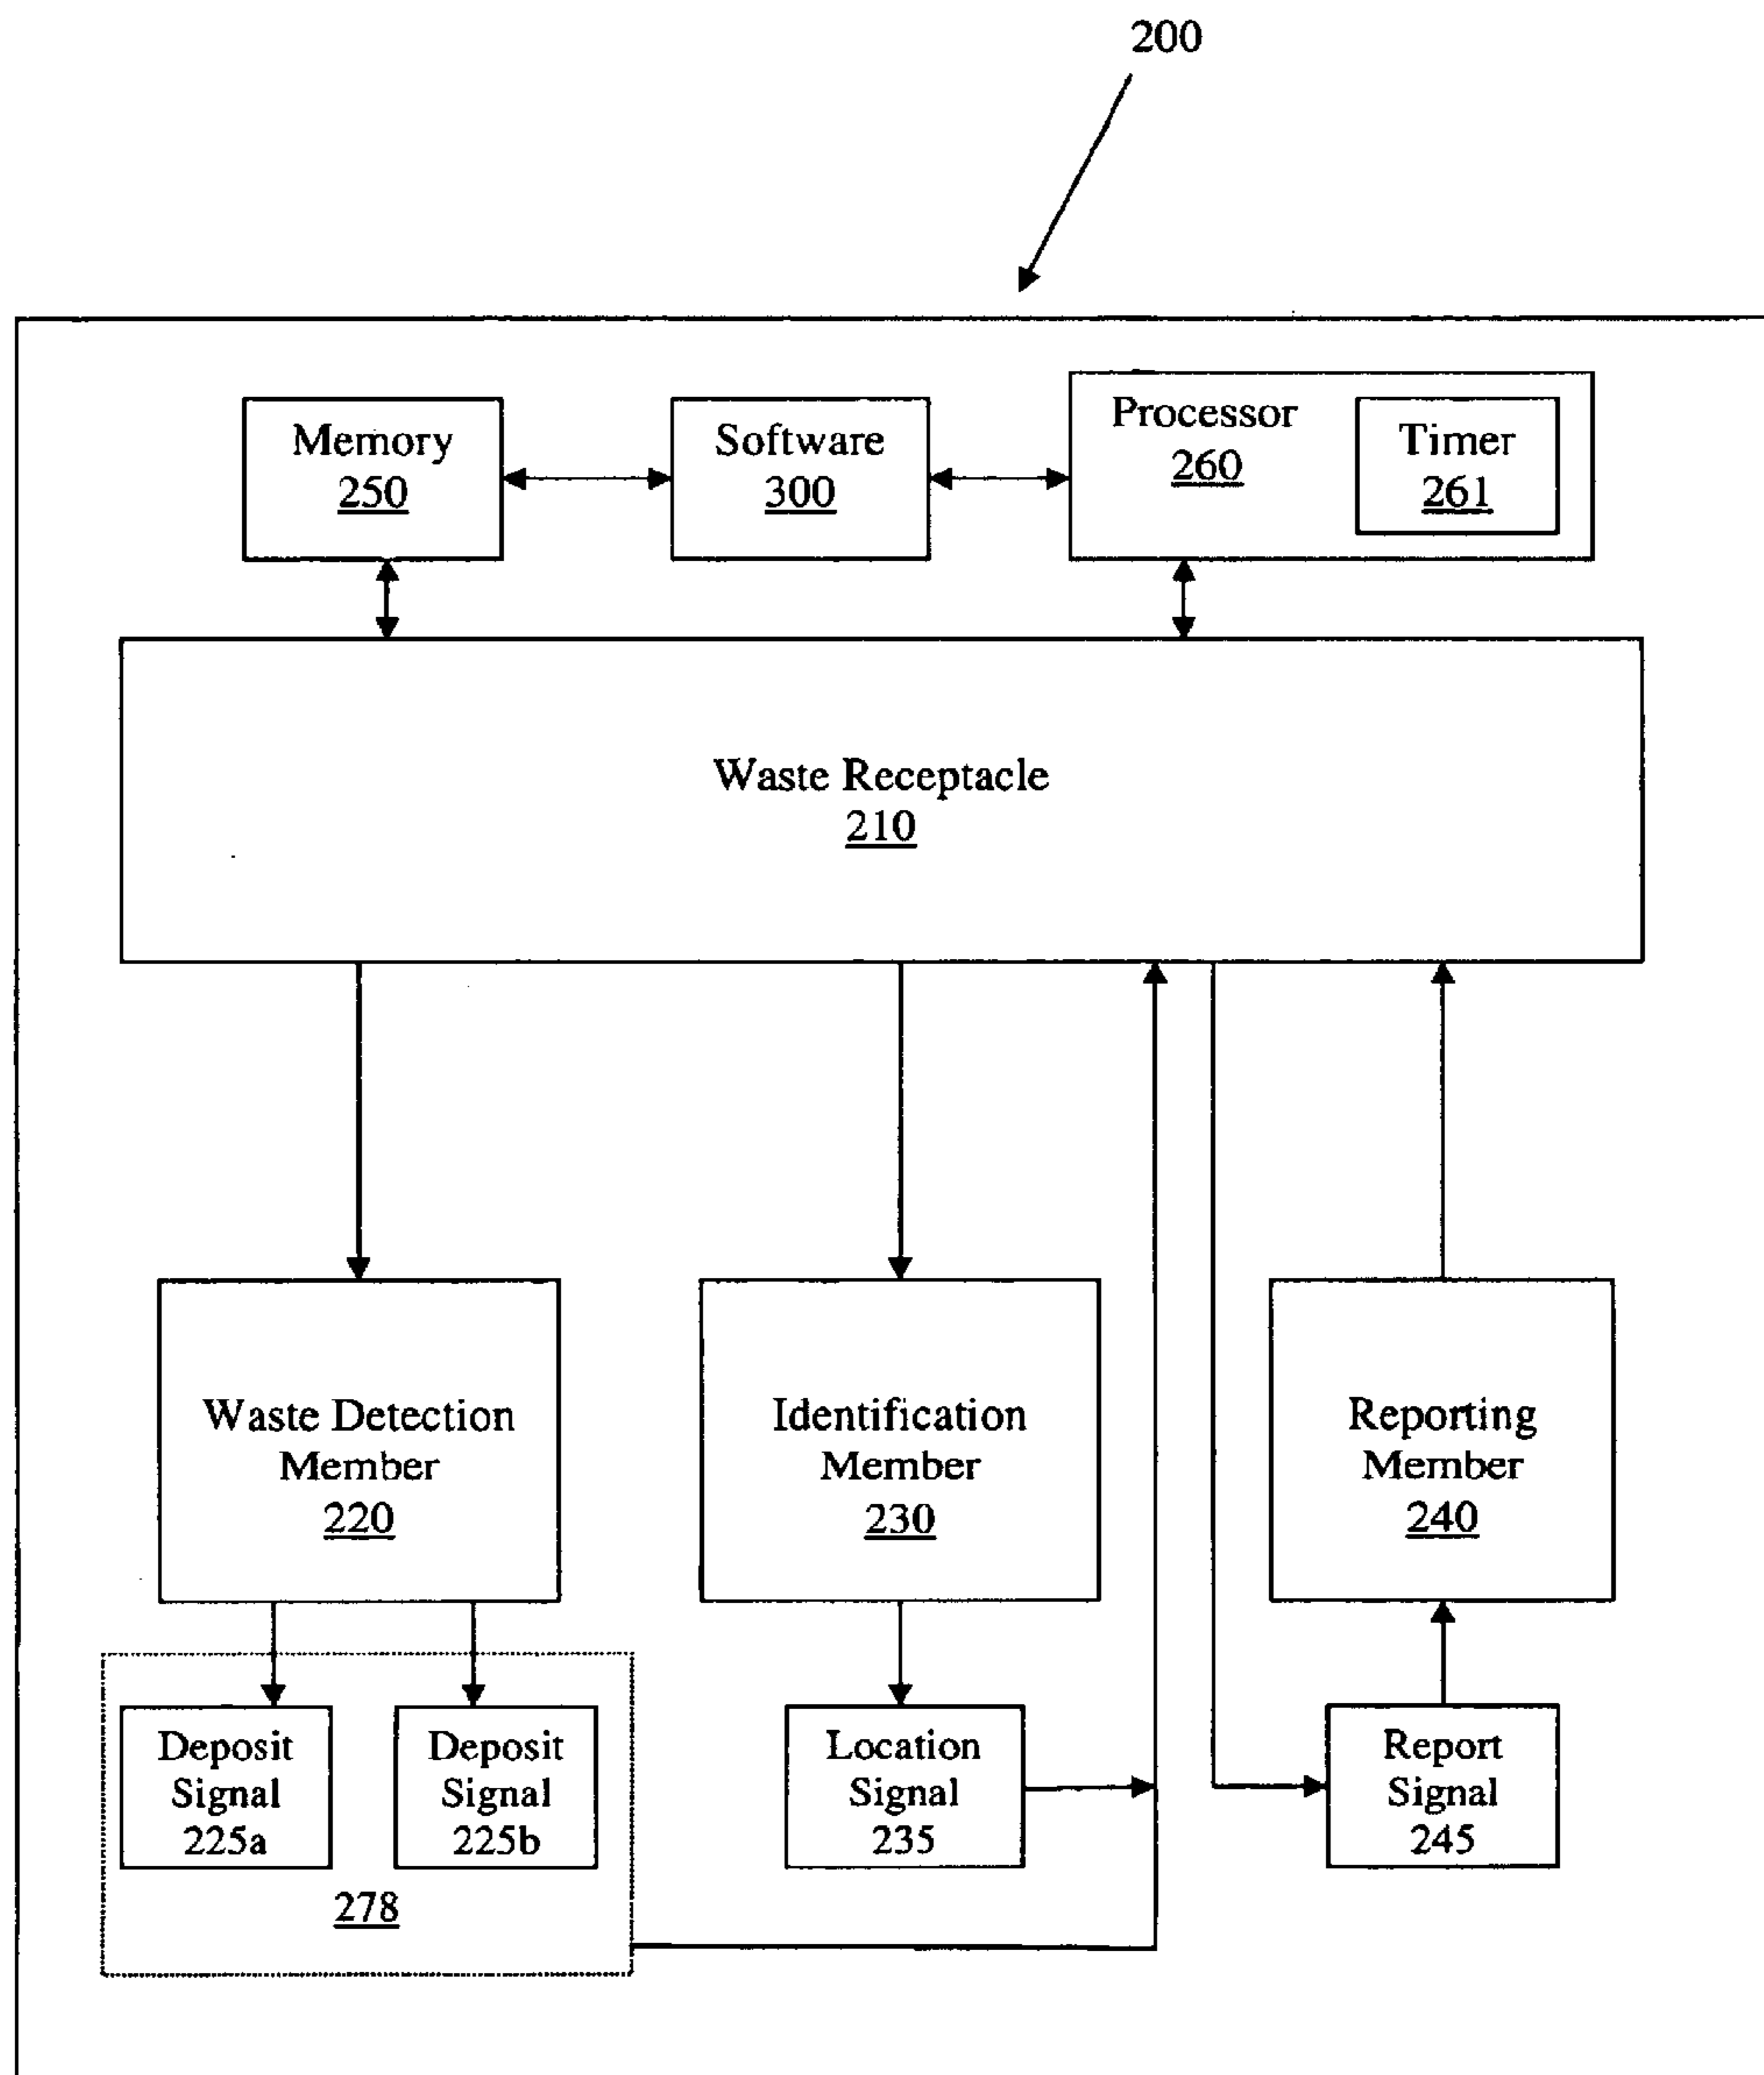 200
Memory
250
Software
300
Processor
260
Timer
261
Waste Receptacle
210
Waste Detection
Member
220
Identification
Member
230
Reporting
Member
240
Deposit
Signal
225a
Deposit
Signal
225b
Location
Signal
235
Report
Signal
245
278